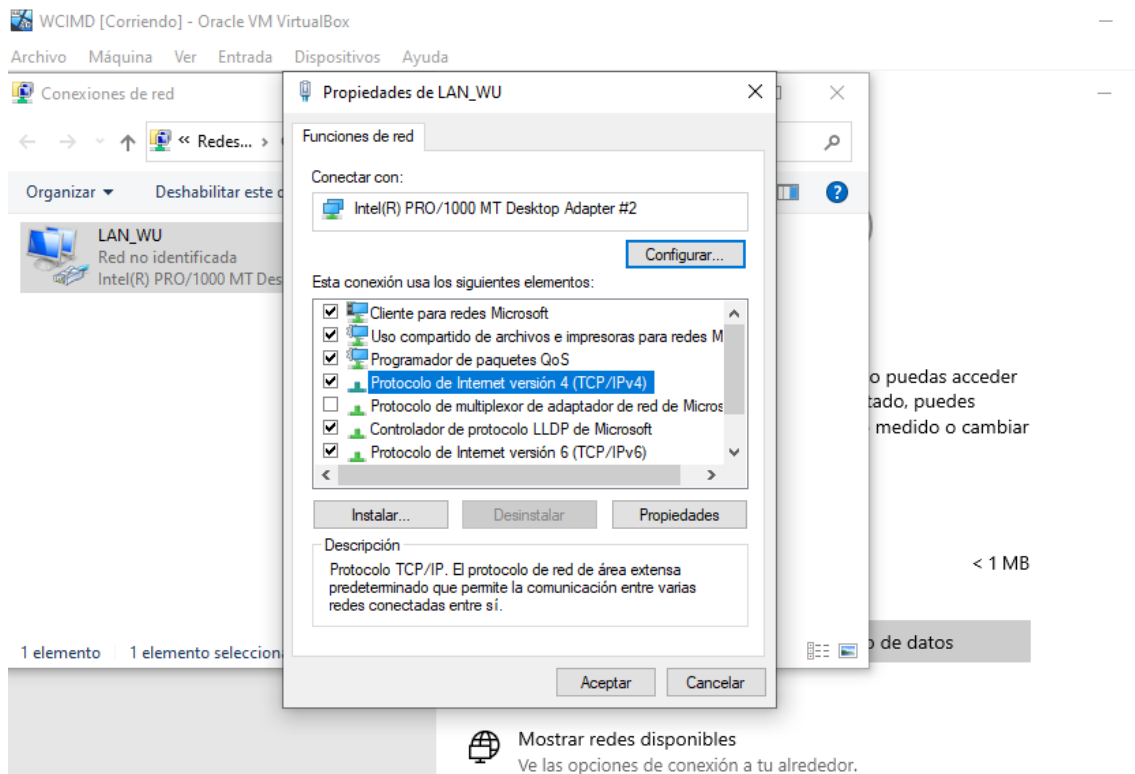 WCIMD [Corriendo] - Oracle VM VirtualBox
Archivo Máquina Ver Entrada Dispositivos Ayuda
Conexiones de red
« Redes... >
Organizar Deshabilitar este
LAN_WU
Red no identificada
Intel(R) PRO/1000 MT Des
1 elemento 1 elemento seleccion
Propiedades de LAN_WU
Funciones de red
Conectar con:
Intel(R) PRO/1000 MT Desktop Adapter #2
Configurar...
Esta conexión usa los siguientes elementos:
Cliente para redes Microsoft
Uso compartido de archivos e impresoras para redes M
Programador de paquetes QoS
Protocolo de Internet versión 4 (TCP/IPv4)
Protocolo de multiplexor de adaptador de red de Micros
Controlador de protocolo LLDP de Microsoft
Protocolo de Internet versión 6 (TCP/IPv6)
Instalar... Desinstalar Propiedades
Descripción
Protocolo TCP/IP. El protocolo de red de área extensa
predeterminado que permite la comunicación entre varias
redes conectadas entre sí.
Aceptar Cancelar
o puedas acceder
tado, puedes
medido o cambiar
< 1 MB
o de datos
Mostrar redes disponibles
Ve las opciones de conexión a tu alrededor.